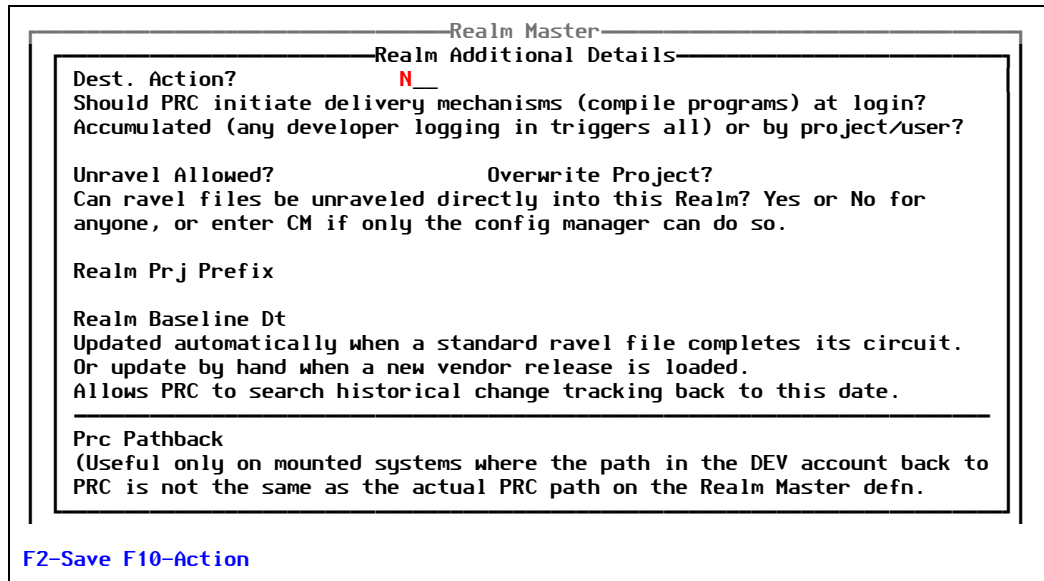 Realm Master
Realm Additional Details
Dest. Action? N__
Should PRC initiate delivery mechanisms (compile programs) at login?
Accumulated (any developer logging in triggers all) or by project/user?
Unravel Allowed? Overwrite Project?
Can ravel files be unraveled directly into this Realm? Yes or No for
anyone, or enter CM if only the config manager can do so.
Realm Prj Prefix
Realm Baseline Dt
Updated automatically when a standard ravel file completes its circuit.
Or update by hand when a new vendor release is loaded.
Allows PRC to search historical change tracking back to this date.
Prc Pathback
(Useful only on mounted systems where the path in the DEV account back to
PRC is not the same as the actual PRC path on the Realm Master defn.
F2-Save F10-Action